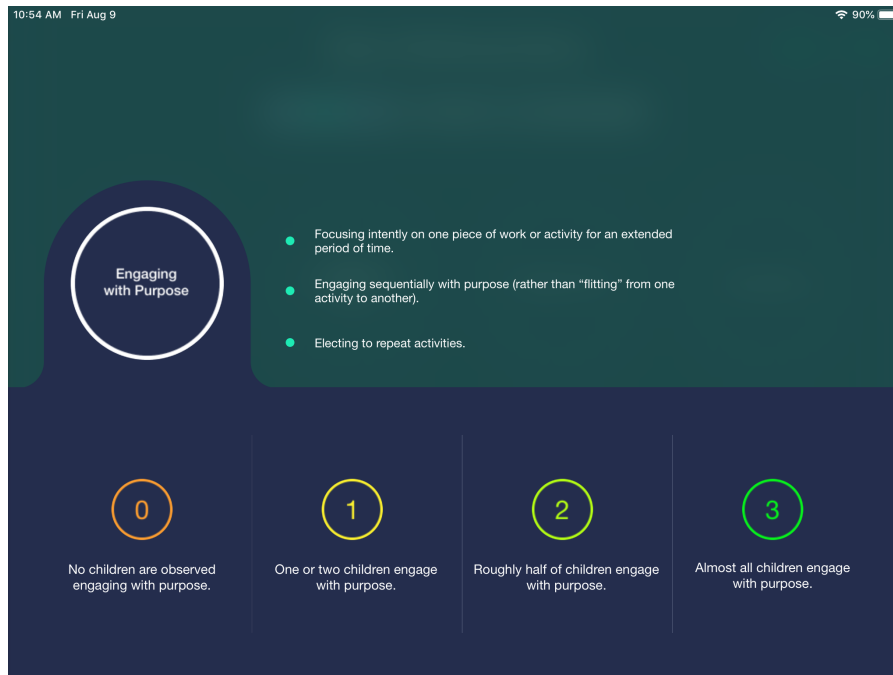 10:54 AM Fri Aug 9
90%
Engaging
with Purpose
Focusing intently on one piece of work or activity for an extended
period of time.
Engaging sequentially with purpose (rather than “flitting” from one
activity to another).
Electing to repeat activities.
0
No children are observed
engaging with purpose.
1
One or two children engage
with purpose.
2
Roughly half of children engage
with purpose.
3
Almost all children engage
with purpose.